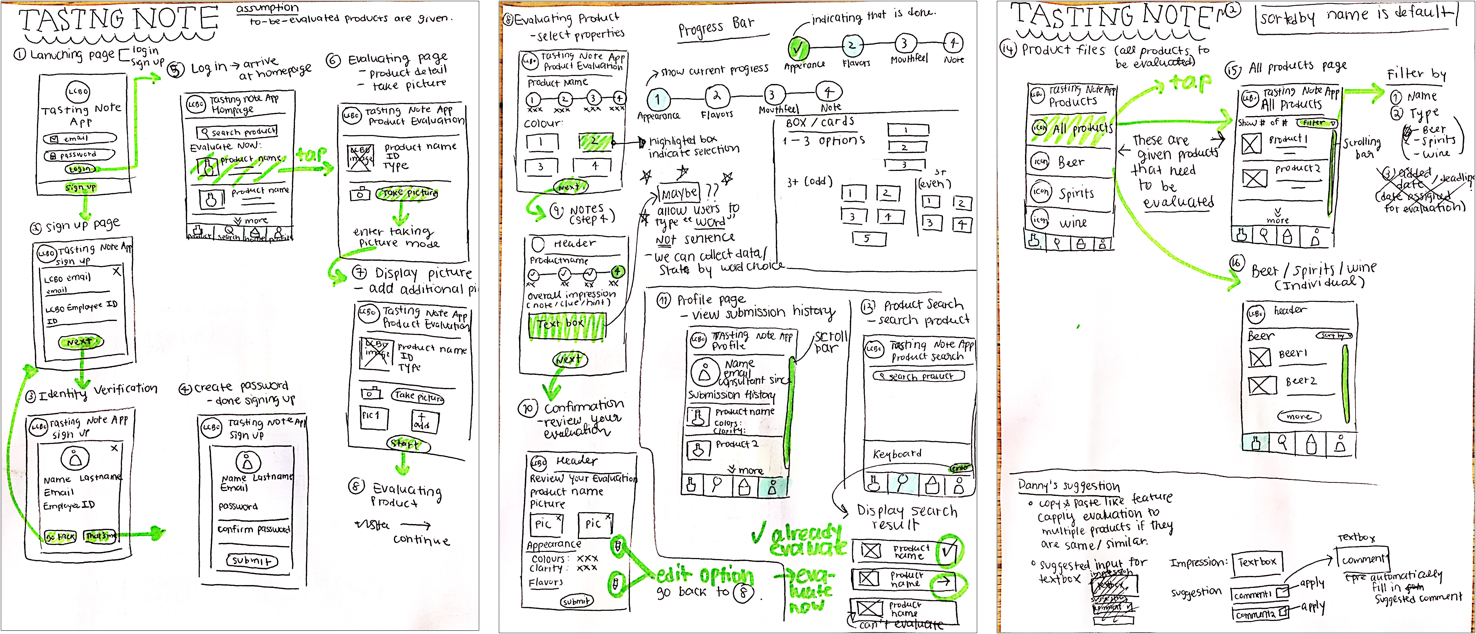 TASTING NOTE
assumption
to-be-evaluated products are given.
① Lanuching page
log in
sign up
LCBO
Tasting Note
App
email
password
Login
sign up
② sign up page
LCBO
Tasting Note App
sign up
LCBO email
email
LCBO Employee ID
ID
Next
③ Identity Verification
LCBO
Tasting Note App
sign up
Name Lastname
Email
Employee ID
Go back
That's me
④ create password
- done signing up
LCBO
Tasting Note App
sign up
Name Lastname
Email
password
confirm password
submit
⑤ Log in → arrive
at homepage
LCBO
Tasting note App
Homepage
search product
Evaluate Now:
product name
product name
more
tap
⑥ Evaluating page
- product detail
- take picture
LCBO
Tasting Note App
Product Evaluation
LCBO
image
product name
ID
TYPE
Take picture
enter taking
picture mode
⑦ Display picture
- add additional pi
LCBO
Tasting Note App
Product Evaluation
LCBO
image
Product name
ID
Type
Take picture
pic 1
+
add
Start
⑧ Evaluating
Product
continue
⑧ Evaluating Product
- select properties
LCBO
Tasting Note App
Product Evaluation
Product Name
1 2 3 4
xxx xxx xxx xxx
Colour:
1
2
3
4
Next
highlighted box
indicate selection
Progress Bar
indicating that is done.
✓ 2 3 4
Apperance
Flavors
Mouthfeel
Note
show current progress
1 2 3 4
Appearance
Flavors
Mouthfeel
Note
BOX / cards
1 - 3 options
1
2
3
3+ (odd)
1 2
3 4
5
3+
(even)
1 2
3 4
maybe ??
allow users to
type "word"
NOT sentence
- we can collect data/
stats by word choice
⑨ NOTES
(step 4)
Header
Productname
4
overall impression
(note/clue/hint)
Text box
Next
⑩ Confirmation
- review your
evaluation
LCBO
Header
Review Your Evaluation
product name
Picture
pic
pic
Appearance
Colours: xxx
Clarity: xxx
Flavors
submit
edit option
go back to ⑧.
⑪ Profile page
- view submission history
LCBO
Tasting Note App
Profile
Name
email
consultant since
Submission History
Product name
Colors:
Clarity:
Product 2
more
scroll
bar
⑫ Product Search
- search product
LCBO
Tasting Note App
Product search
search product
Keyboard
enter
Display search
result
✓ already
evaluate
product
name
→ eva-
luate
now
product
name
product
name
can't evaluate
TASTING NOTE ②
sorted by name is default
⑭ Product files (all products to
be evaluated)
LCBO
Tasting Note App
Products
icon All products
icon Beer
icon Spirits
icon wine
tap
These are
given products
that need
to be
evaluated
⑮ All products page
LCBO
Tasting Note App
All Products
Show # of #
Filter
Product 1
Product 2
more
Scrolling
bar
Filter by
① Name
② Type
- Beer
- spirits
- wine
③ added
date
deadline?
(date assigned
for evaluation)
⑯ Beer / spirits / wine
(Individual)
LCBO
header
Beer
sort by
Beer 1
Beer 2
more
Danny's suggestion
• copy & paste like feature
(apply evaluation to
multiple products if they
are same / similar.
• suggested input for
textbox
Impression:
Textbox
suggestion
comment1
apply
comment2
apply
Textbox
comment1
automatically
fill in
suggested comment